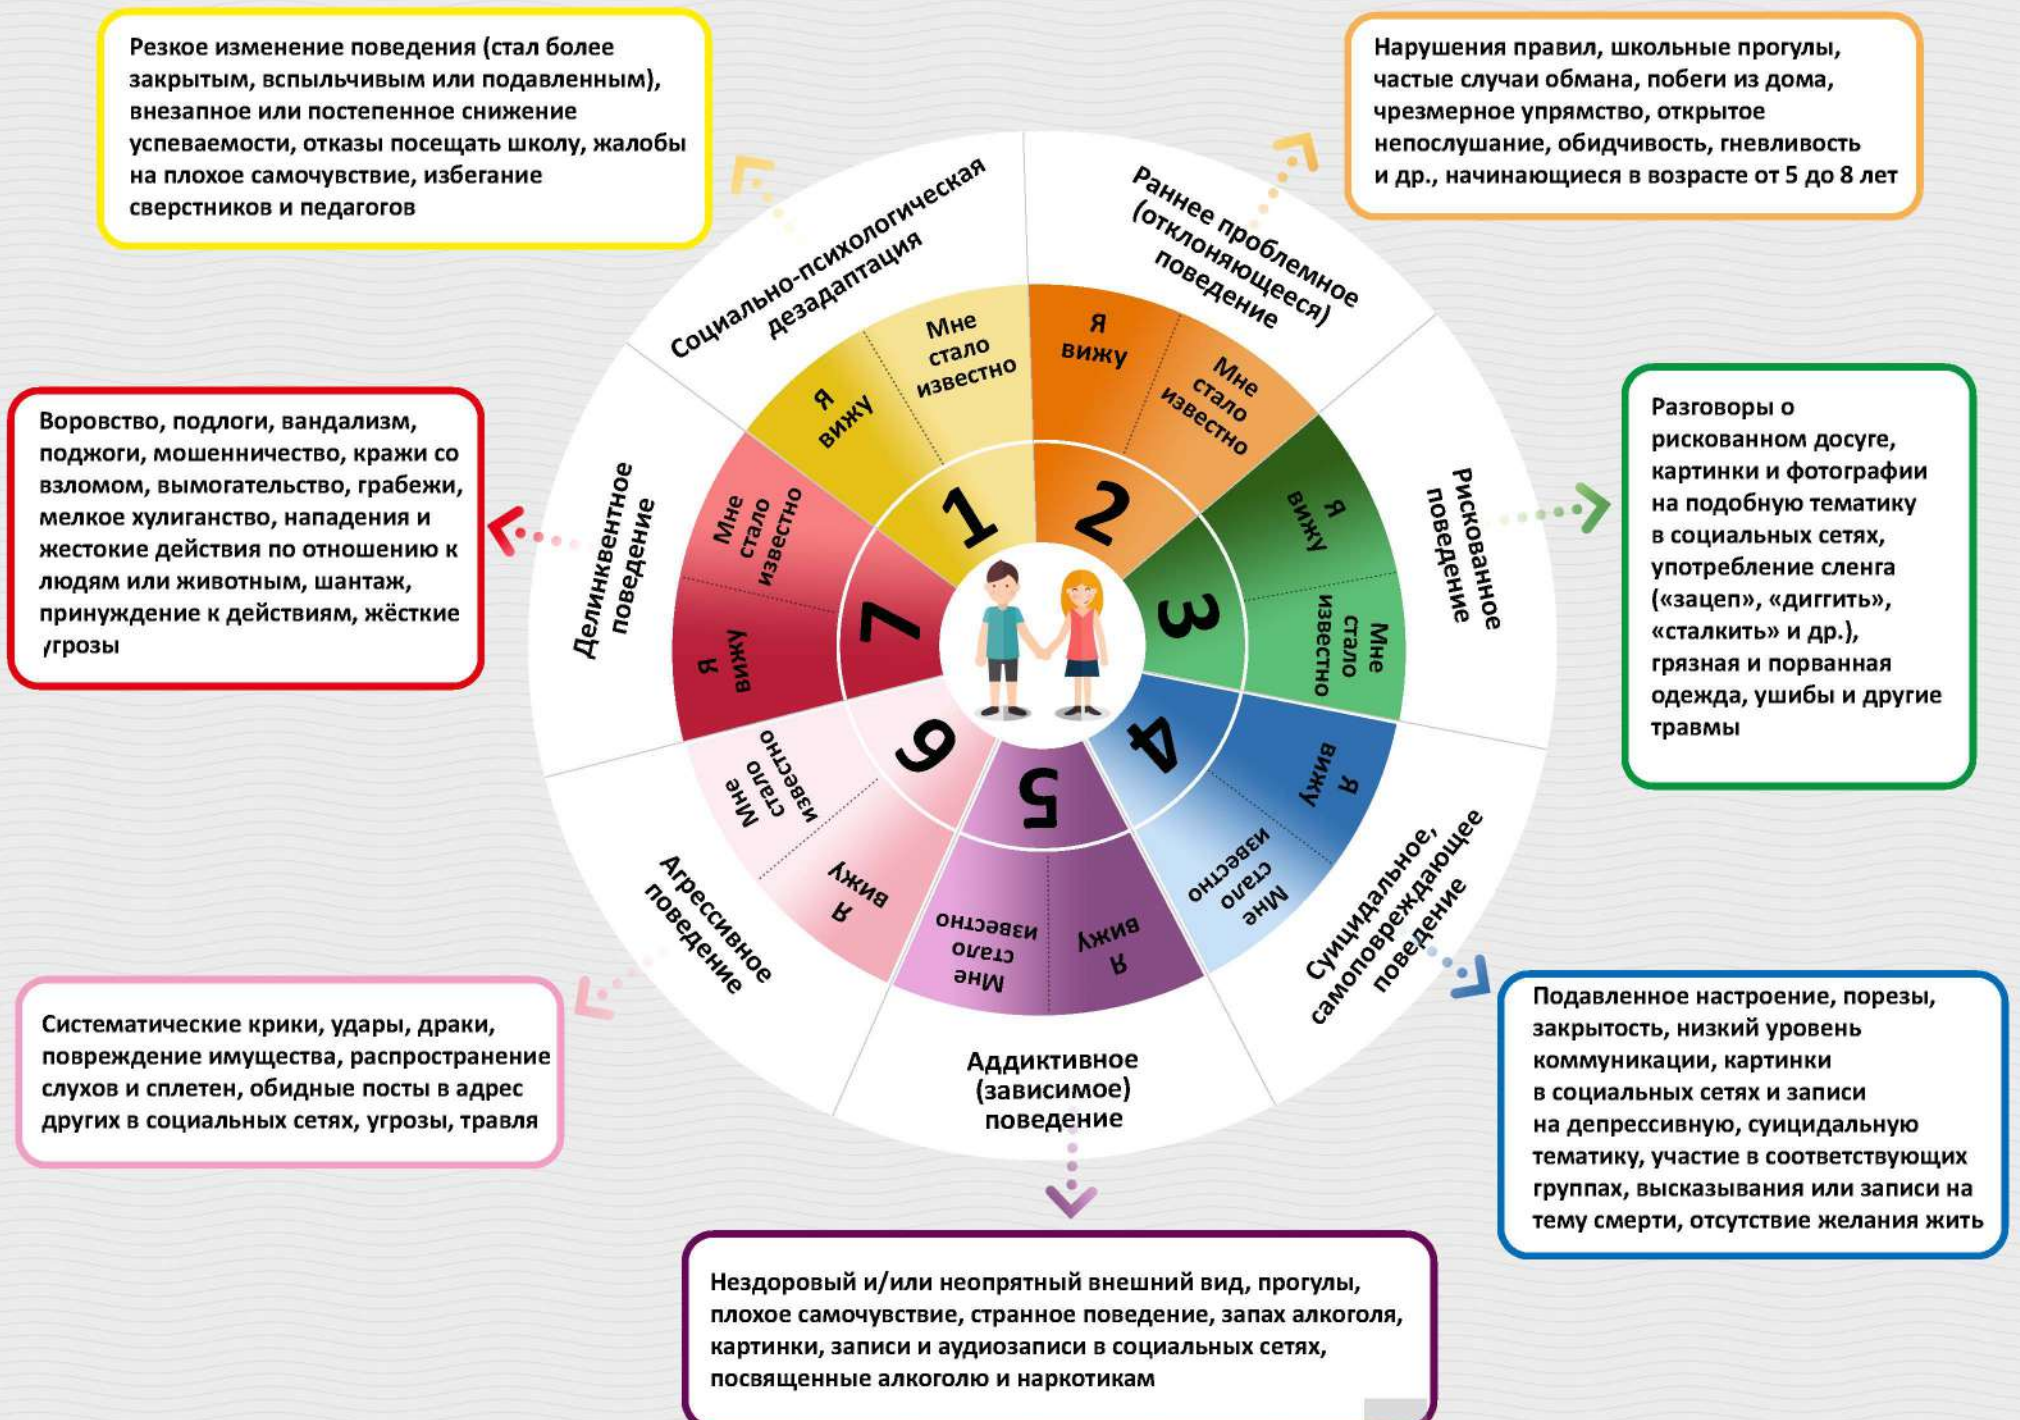 Резкое изменение поведения (стал более
закрытым, вспыльчивым или подавленным),
внезапное или постепенное снижение
успеваемости, отказы посещать школу, жалобы
на плохое самочувствие, избегание
сверстников и педагогов
Нарушения правил, школьные прогулы,
частые случаи обмана, побеги из дома,
чрезмерное упрямство, открытое
непослушание, обидчивость, гневливость
и др., начинающиеся в возрасте от 5 до 8 лет
Социально-психологическая
дезадаптация
Я
вижу
Мне
стало
известно
1
Раннее проблемное
(отклоняющееся)
поведение
Я
вижу
Мне
стало
известно
2
Рискованное
поведение
Я
вижу
Мне
стало
известно
3
Разговоры о
рискованном досуге,
картинки и фотографии
на подобную тематику
в социальных сетях,
употребление сленга
(«зацеп», «диггить»,
«сталкить» и др.),
грязная и порванная
одежда, ушибы и другие
травмы
Суицидальное,
самоповреждающее
поведение
Я
вижу
Мне
стало
известно
4
Подавленное настроение, порезы,
закрытость, низкий уровень
коммуникации, картинки
в социальных сетях и записи
на депрессивную, суицидальную
тематику, участие в соответствующих
группах, высказывания или записи на
тему смерти, отсутствие желания жить
5
Я
вижу
Мне
стало
известно
Аддиктивное
(зависимое)
поведение
Нездоровый и/или неопрятный внешний вид, прогулы,
плохое самочувствие, странное поведение, запах алкоголя,
картинки, записи и аудиозаписи в социальных сетях,
посвященные алкоголю и наркотикам
6
Я
вижу
Мне
стало
известно
Агрессивное
поведение
Систематические крики, удары, драки,
повреждение имущества, распространение
слухов и сплетен, обидные посты в адрес
других в социальных сетях, угрозы, травля
7
Я
вижу
Мне
стало
известно
Делинквентное
поведение
Воровство, подлоги, вандализм,
поджоги, мошенничество, кражи со
взломом, вымогательство, грабежи,
мелкое хулиганство, нападения и
жестокие действия по отношению к
людям или животным, шантаж,
принуждение к действиям, жёсткие
угрозы